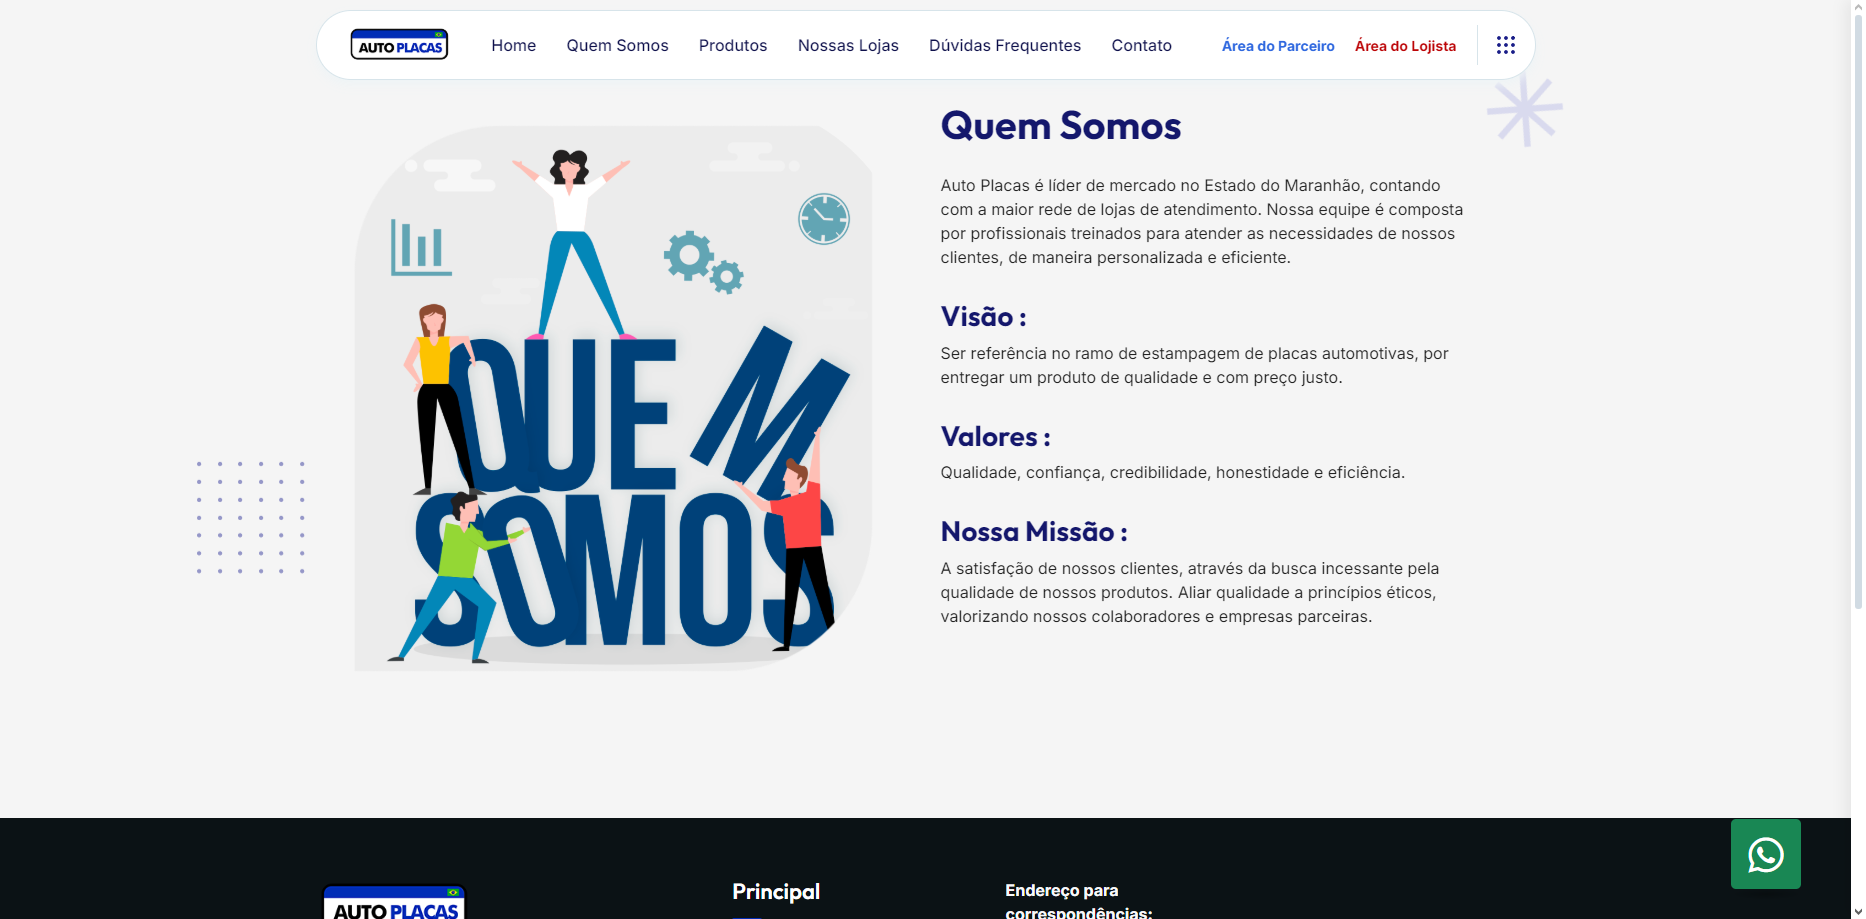 AUTO PLACAS
Home
Quem Somos
Produtos
Nossas Lojas
Dúvidas Frequentes
Contato
Área do Parceiro
Área do Lojista
QUEM
SOMOS
Quem Somos
Auto Placas é líder de mercado no Estado do Maranhão, contando
com a maior rede de lojas de atendimento. Nossa equipe é composta
por profissionais treinados para atender as necessidades de nossos
clientes, de maneira personalizada e eficiente.
Visão :
Ser referência no ramo de estampagem de placas automotivas, por
entregar um produto de qualidade e com preço justo.
Valores :
Qualidade, confiança, credibilidade, honestidade e eficiência.
Nossa Missão :
A satisfação de nossos clientes, através da busca incessante pela
qualidade de nossos produtos. Aliar qualidade a princípios éticos,
valorizando nossos colaboradores e empresas parceiras.
AUTO PLACAS
Principal
Endereço para
correspondências: